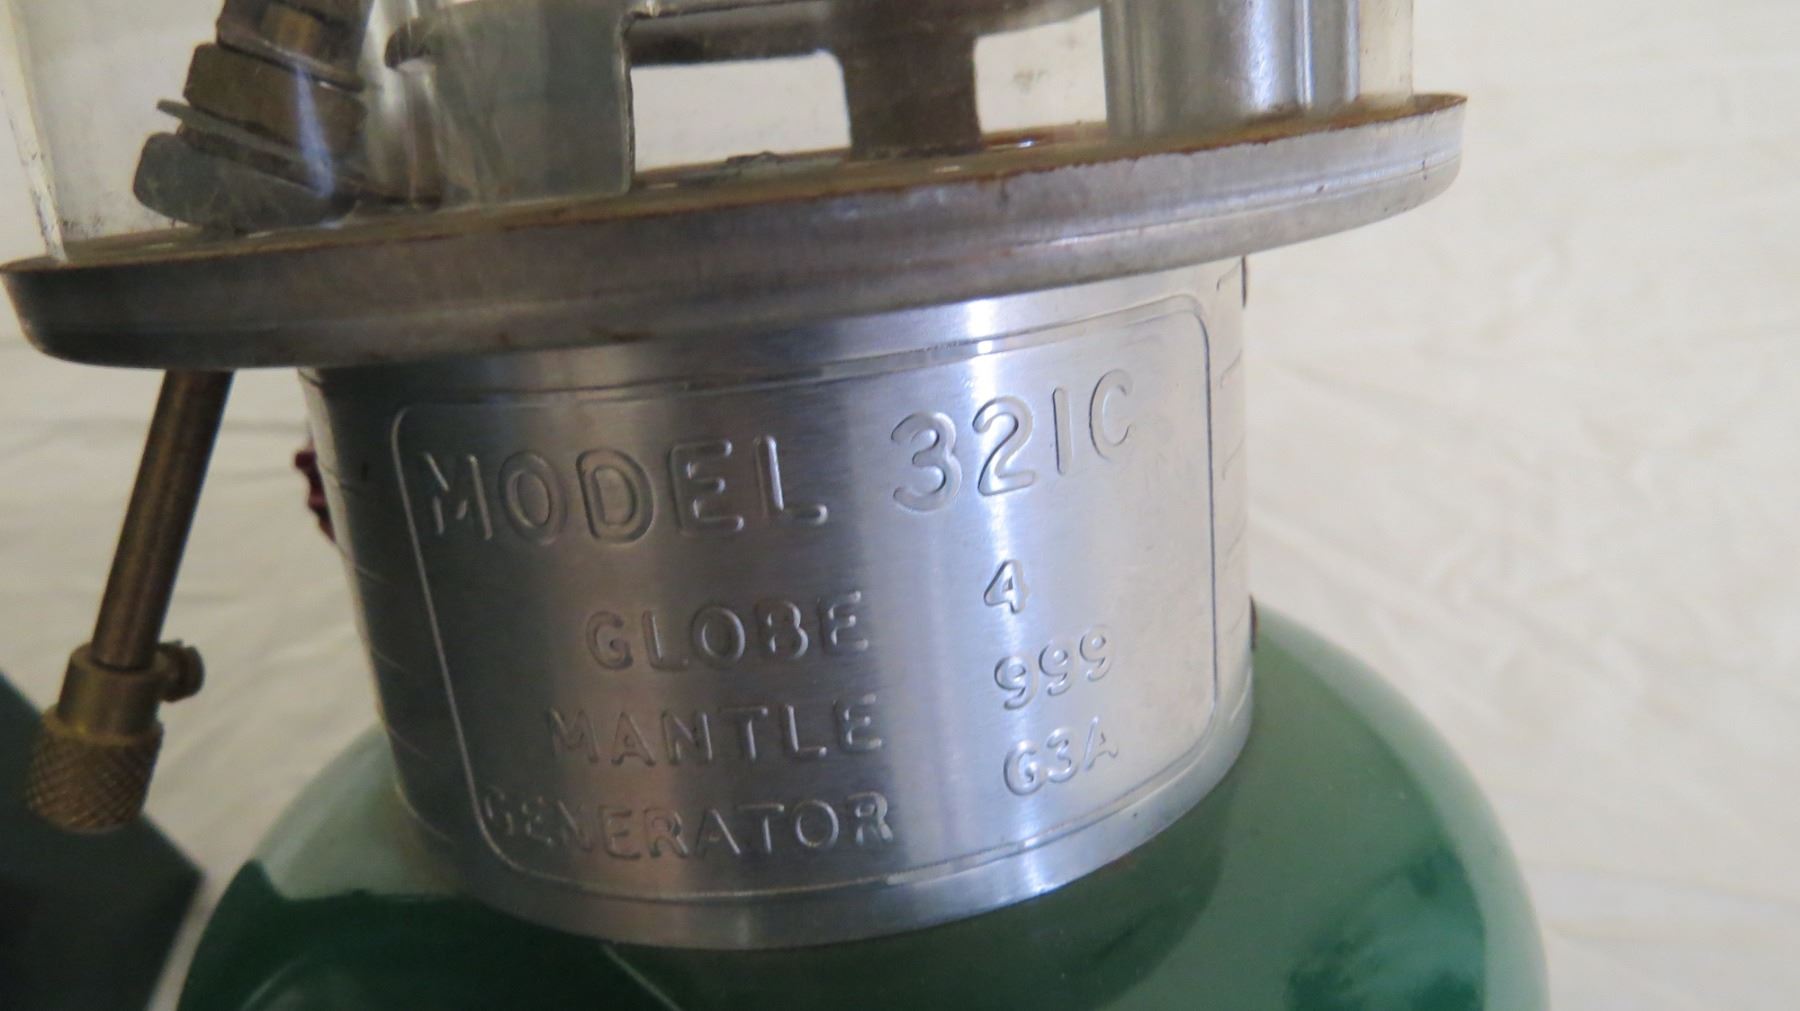 MODEL 321C
GLOBE 4
MANTLE 999
GENERATOR G3A